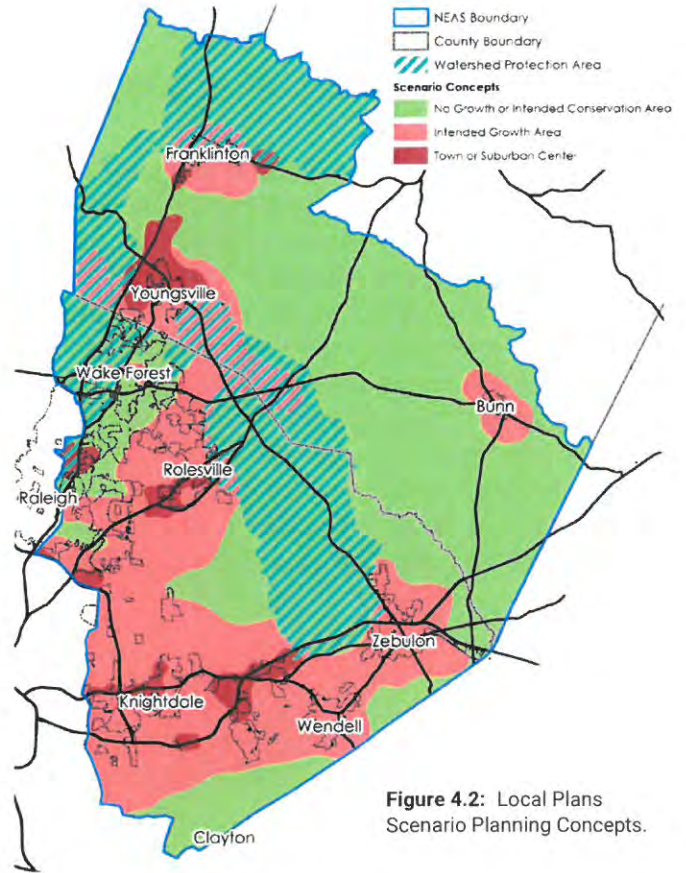 NEAS Boundary
County Boundary
Watershed Protection Area
Scenario Concepts
No Growth or Intended Conservation Area
Intended Growth Area
Town or Suburban Center
Franklinton
Youngsville
Wake Forest
Bunn
Rolesville
Raleigh
Zebulon
Knightdale
Wendell
Figure 4.2: Local Plans
Scenario Planning Concepts.
Clayton